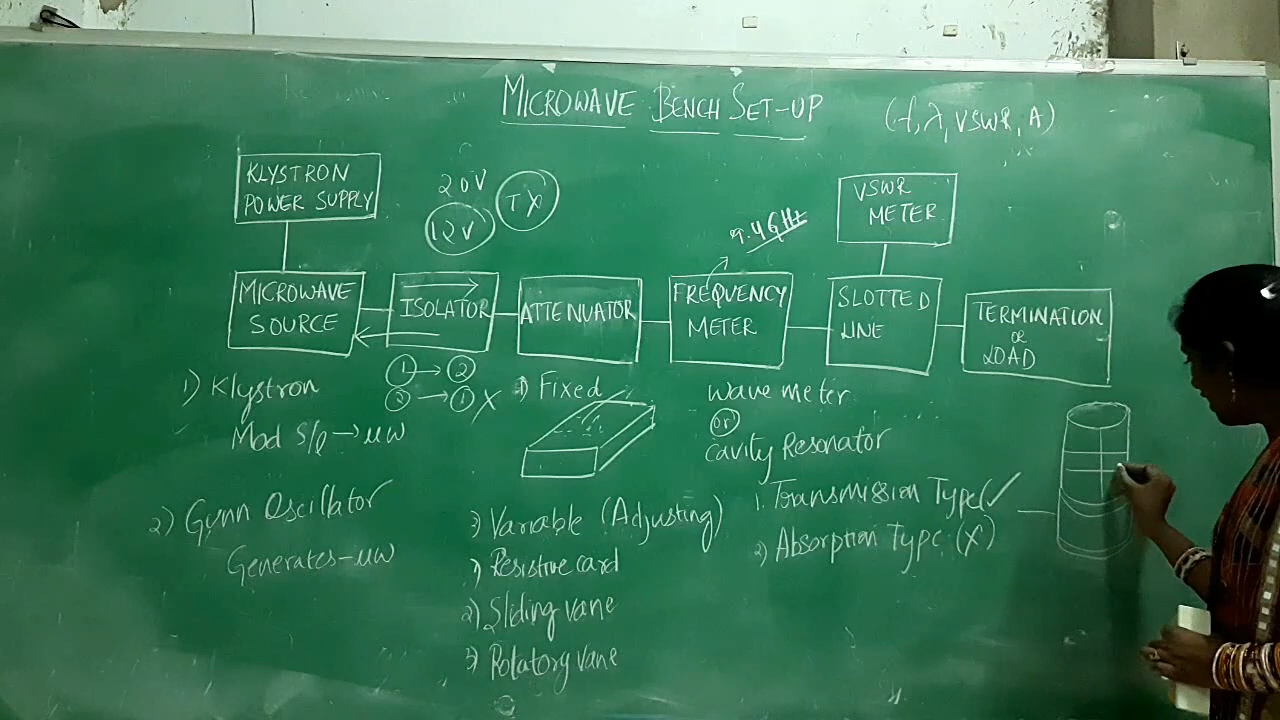 MICROWAVE BENCH SET-UP
(f, λ, VSWR, A)
KLYSTRON
POWER SUPPLY
20V
12V
TX
9.4GHz
VSWR
METER
MICROWAVE
SOURCE
ISOLATOR
ATTENUATOR
FREQUENCY
METER
SLOTTED
LINE
TERMINATION
OR
LOAD
1) Klystron
Mod s/l → μw
2) Gynn Oscillator
Generates-μw
1 → 2
2 → 1 X
1) Fixed
2) Variable (Adjusting)
1) Resistive card
2) Sliding vane
3) Rotatory vane
wave meter
(or)
cavity Resonator
1. Transmission Type (✓
2) Absorption Type (X)